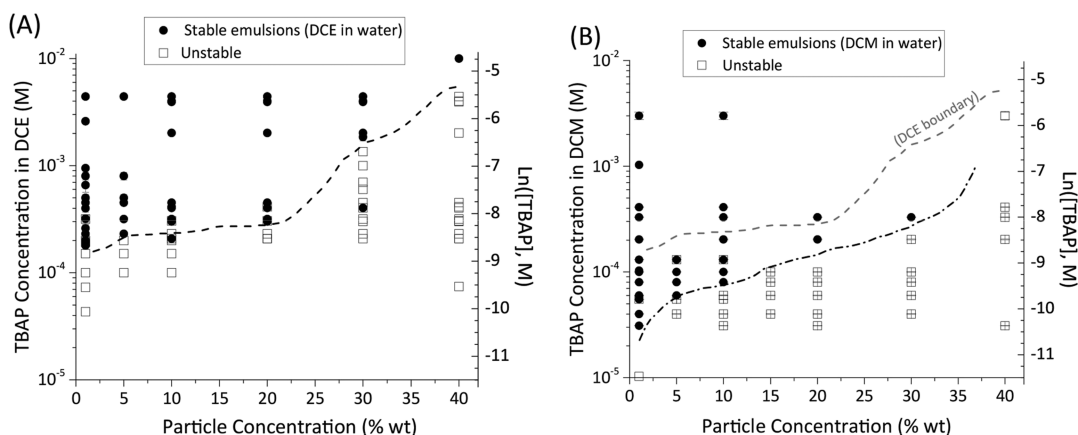 (A)
Stable emulsions (DCE in water)
Unstable
TBAP Concentration in DCE (M)
10⁻²
10⁻³
10⁻⁴
10⁻⁵
0 5 10 15 20 25 30 35 40
Particle Concentration (% wt)
-5
-6
-7
-8
-9
-10
-11
Ln([TBAP], M)
(B)
Stable emulsions (DCM in water)
Unstable
TBAP Concentration in DCM (M)
10⁻²
10⁻³
10⁻⁴
10⁻⁵
(DCE boundary)
0 5 10 15 20 25 30 35 40
Particle Concentration (% wt)
-5
-6
-7
-8
-9
-10
-11
Ln([TBAP], M)